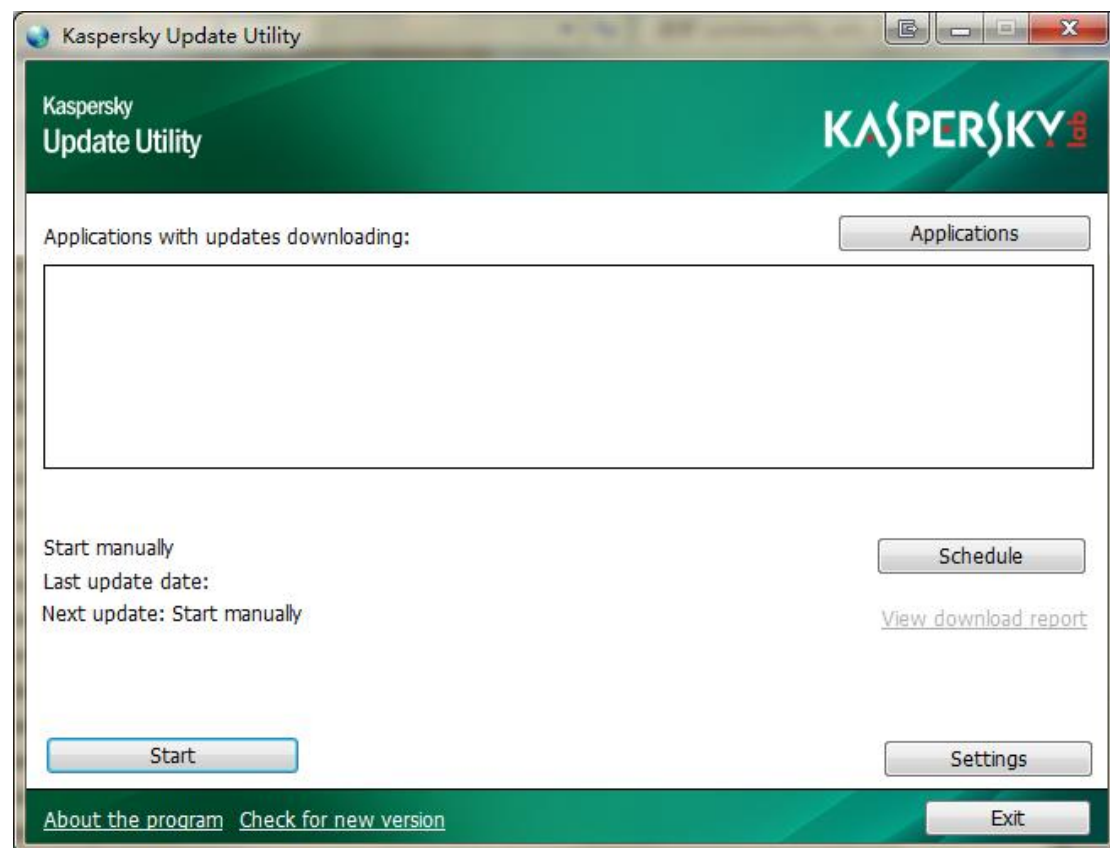 Kaspersky Update Utility
Kaspersky
Update Utility
KASPERSKY lab
Applications with updates downloading:
Applications
Start manually
Schedule
Last update date:
Next update: Start manually
View download report
Start
Settings
About the program Check for new version
Exit